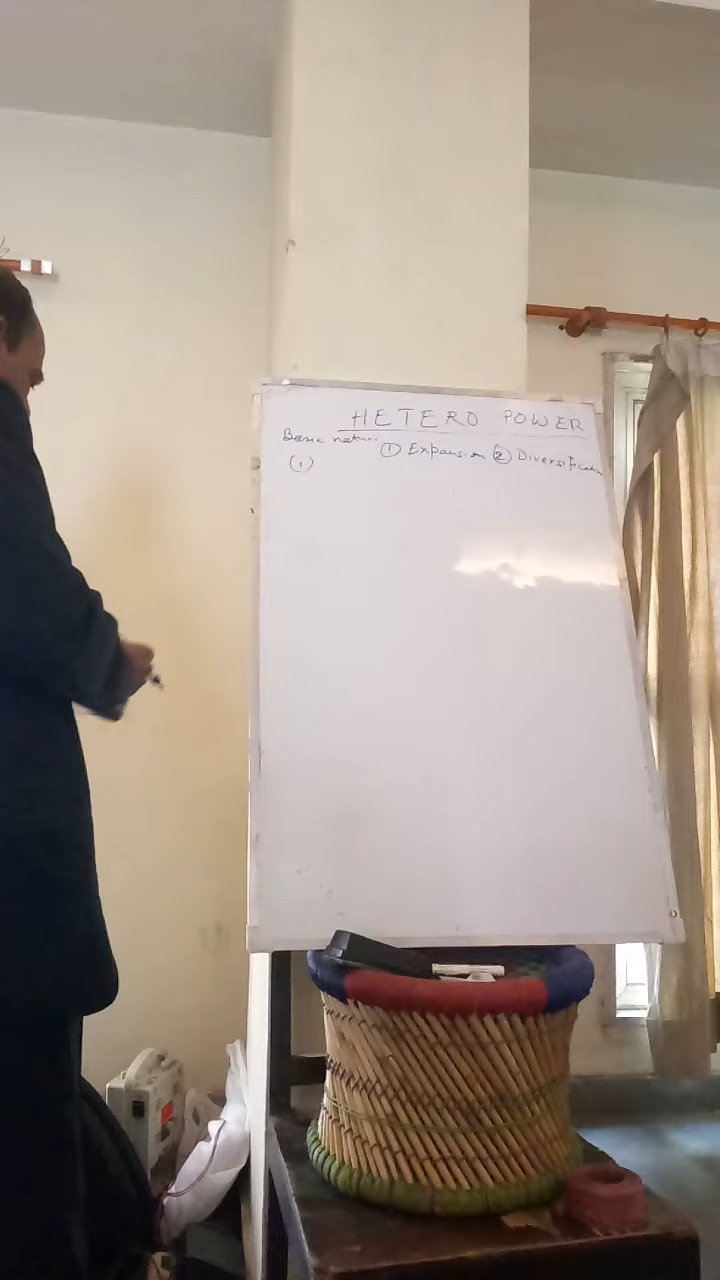 HETERO POWER
Basic
(1) ① Expansion ② Diversification